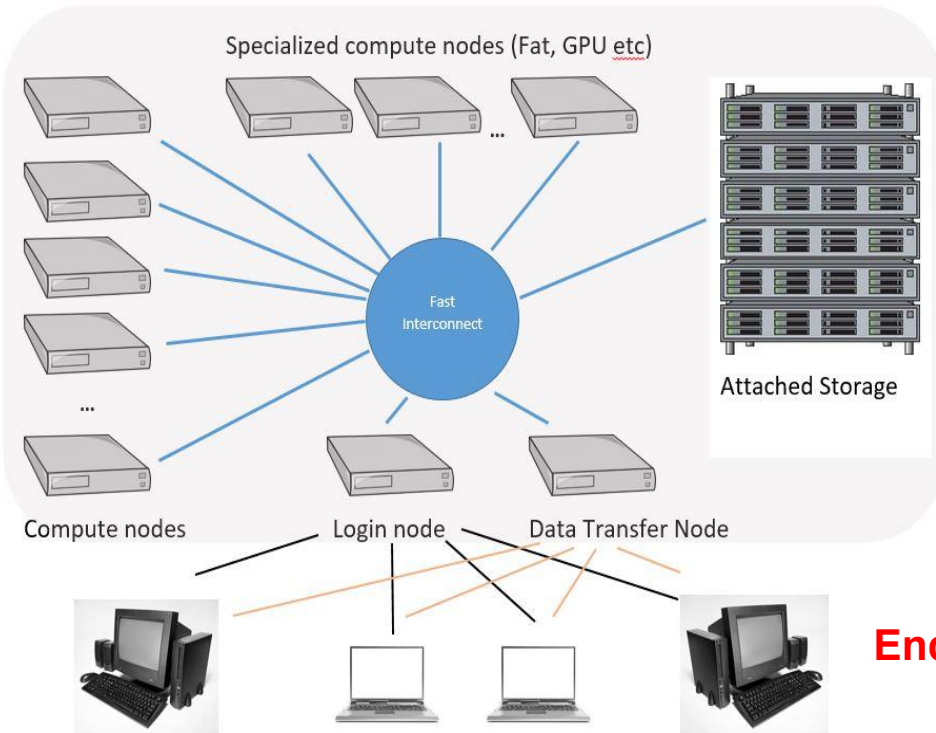 Specialized compute nodes (Fat, GPU etc)
...
Fast
Interconnect
Attached Storage
...
Compute nodes
Login node
Data Transfer Node